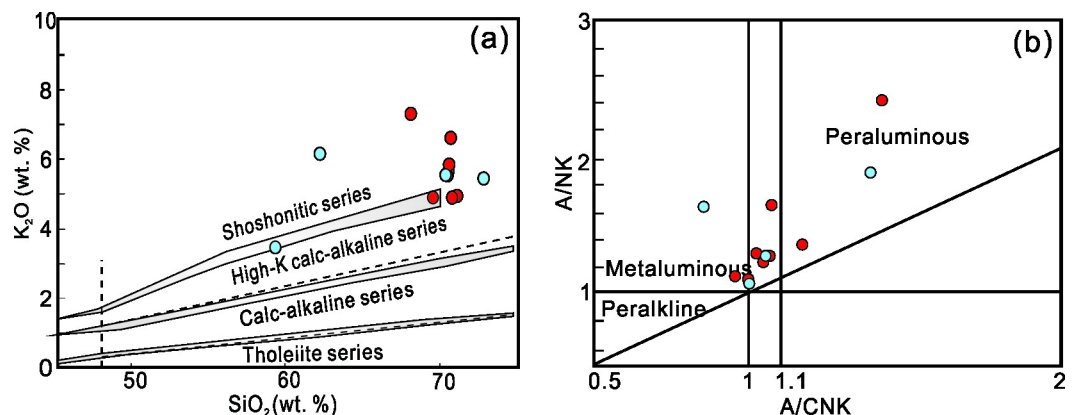 10
8
6
4
2
0
K₂O (wt. %)
(a)
Shoshonitic series
High-K calc-alkaline series
Calc-alkaline series
Tholeiite series
50
60
70
SiO₂(wt. %)
3
2
1
A/NK
(b)
Peraluminous
Metaluminous
Peralkline
0.5
1
1.1
2
A/CNK